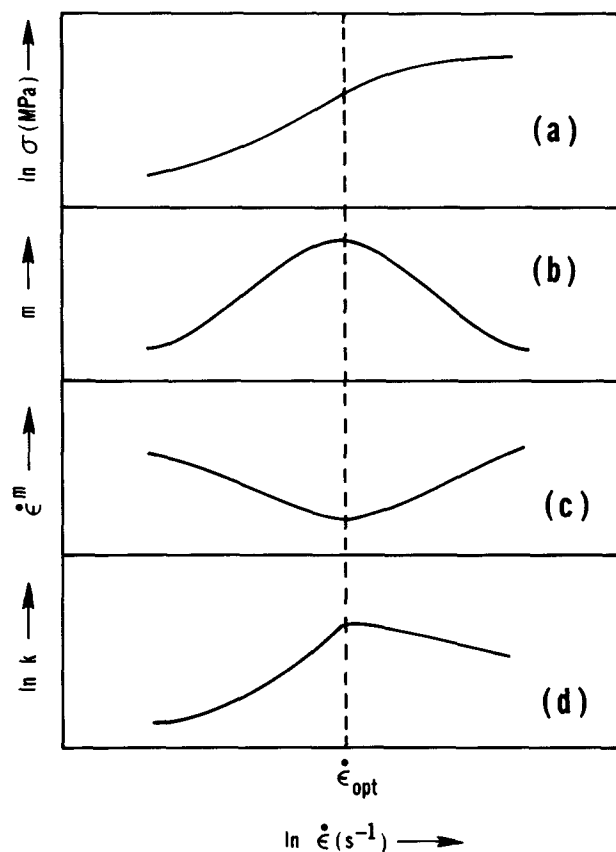 ln σ(MPa)
(a)
m
(b)
ε̇ᵐ
(c)
ln k
(d)
ε̇opt
ln ε̇(s⁻¹)